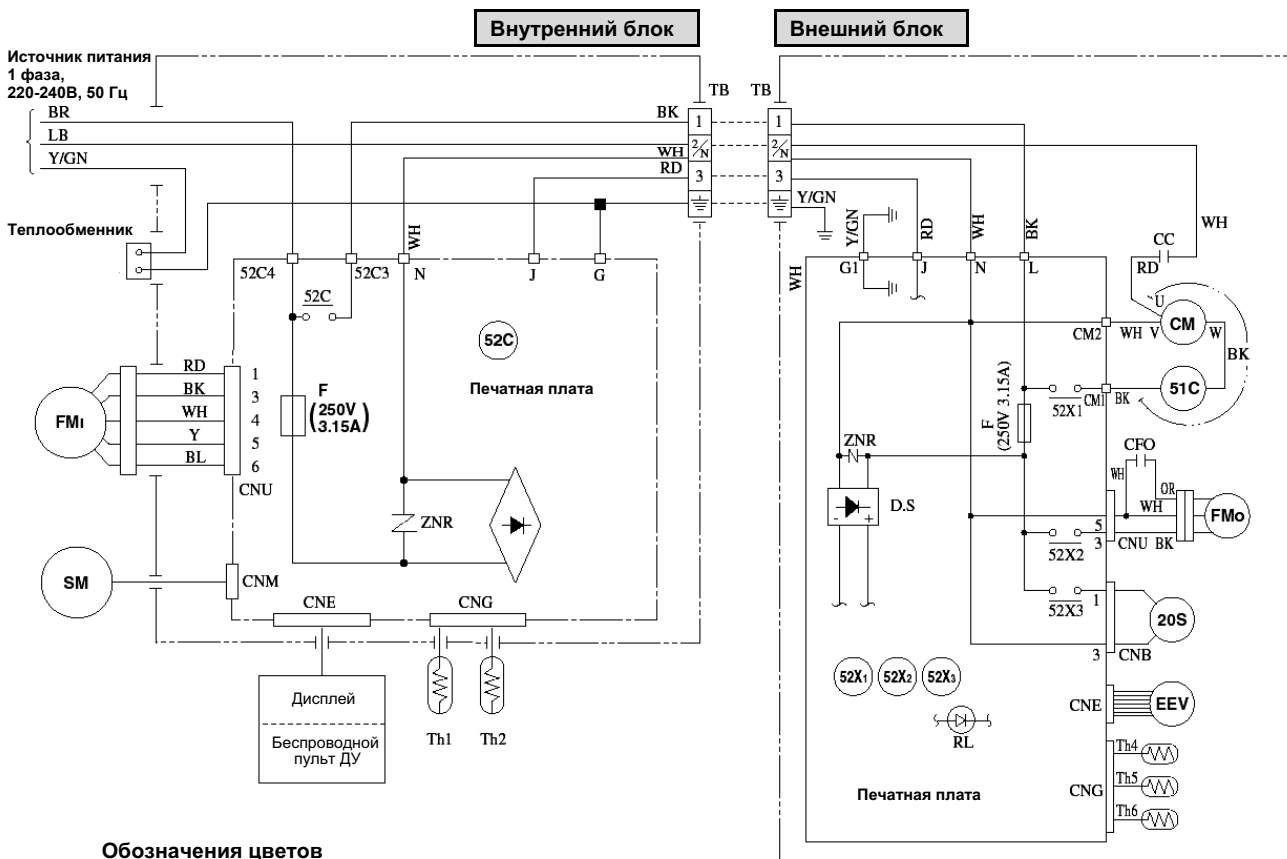 Внутренний блок
Внешний блок
Источник питания
1 фаза,
220-240В, 50 Гц
BR
LB
Y/GN
Теплообменник
BK
WH
RD
TB
1
2/N
3
TB
1
2/N
3
Y/GN
WH
52C4
52C3
N
J
G
52C
52C
Печатная плата
F
(250V
3.15A)
ZNR
FMI
RD
BK
WH
Y
BL
1
3
4
5
6
CNU
SM
CNM
CNE
CNG
Дисплей
Беспроводной
пульт ДУ
Th1
Th2
WH
Y/GN
RD
WH
BK
G1
J
N
L
WH
CC
RD
U
CM
CM2
WH
V
W
BK
51C
CM1
BK
52X1
F
(250V 3.15A)
ZNR
D.S
- +
CFO
WH
OR
WH
FMo
5
3
CNU
BK
52X2
52X3
1
3
CNB
20S
52X1
52X2
52X3
RL
CNE
EEV
CNG
Th4
Th5
Th6
Печатная плата
Обозначения цветов